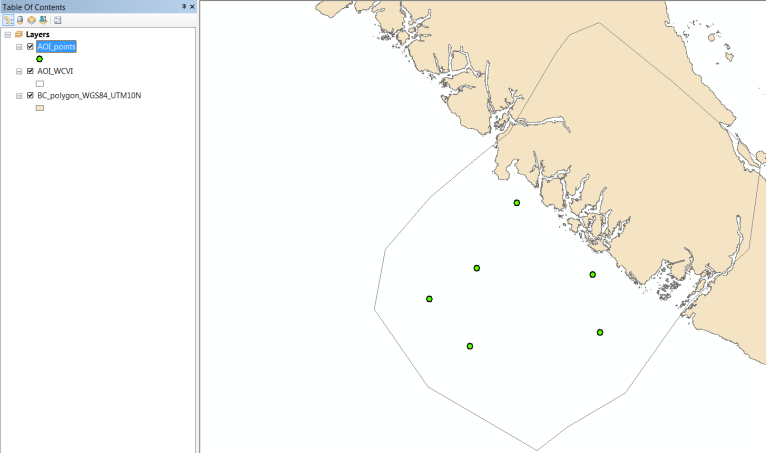 Table Of Contents
Layers
AOI_points
AOI_WCVI
BC_polygon_WGS84_UTM10N